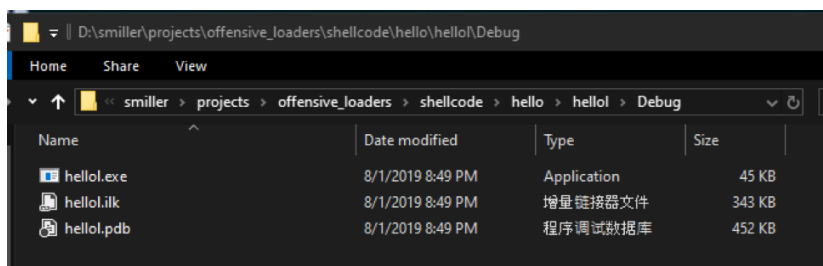 D:\smiller\projects\offensive_loaders\shellcode\hello\hellol\Debug
Home Share View
smiller > projects > offensive_loaders > shellcode > hello > hellol > Debug
Name Date modified Type Size
hellol.exe 8/1/2019 8:49 PM Application 45 KB
hellol.ilk 8/1/2019 8:49 PM 增量链接器文件 343 KB
hellol.pdb 8/1/2019 8:49 PM 程序调试数据库 452 KB